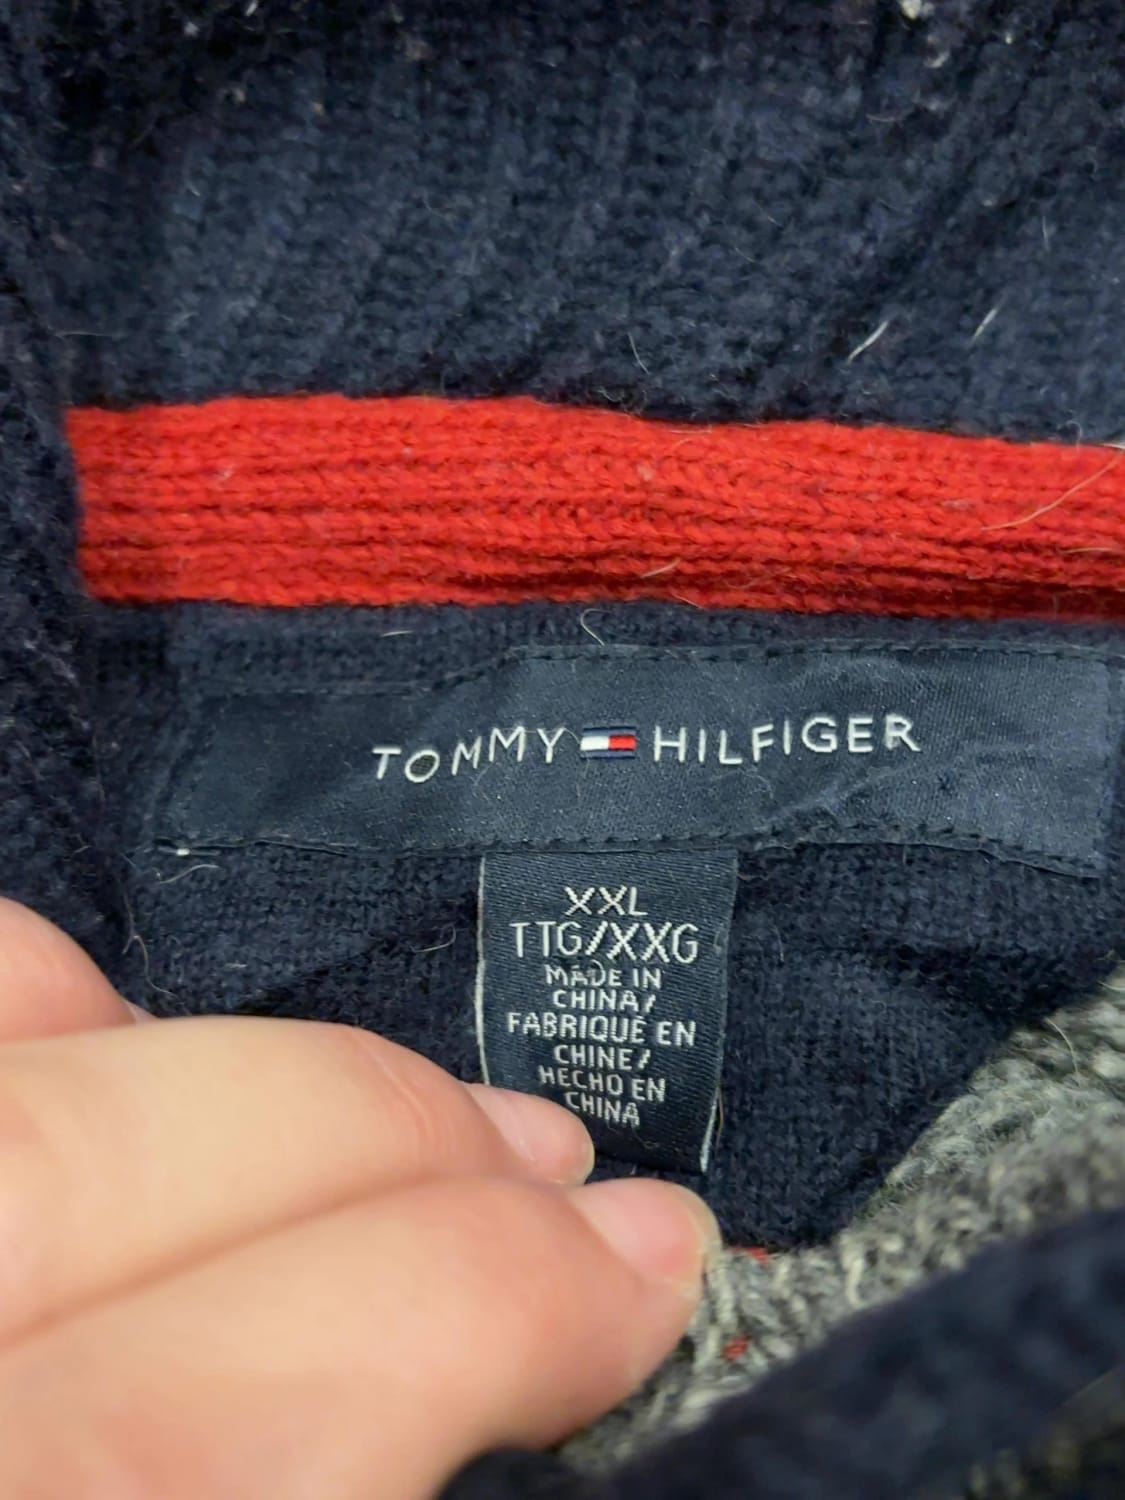 TOMMY HILFIGER
XXL
TTG/XXG
MADE IN
CHINA/
FABRIQUÉ EN
CHINE/
HECHO EN
CHINA